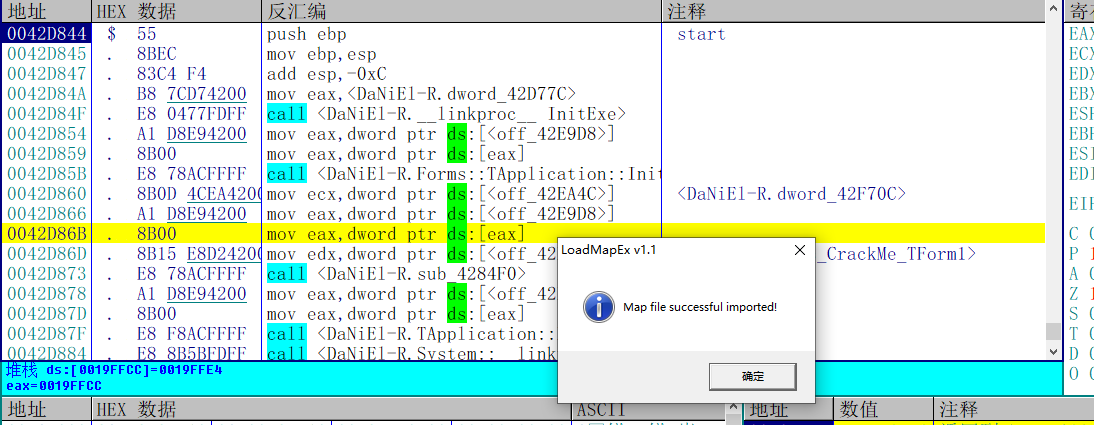 地址 HEX 数据 反汇编 注释 寄
0042D844 $ 55 push ebp start
0042D845 . 8BEC mov ebp,esp
0042D847 . 83C4 F4 add esp,-0xC
0042D84A . B8 7CD74200 mov eax,<DaNiEl-R.dword_42D77C>
0042D84F . E8 0477FDFF call <DaNiEl-R.__linkproc__ InitExe>
0042D854 . A1 D8E94200 mov eax,dword ptr ds:[<off_42E9D8>]
0042D859 . 8B00 mov eax,dword ptr ds:[eax]
0042D85B . E8 78ACFFFF call <DaNiEl-R.Forms::TApplication::Init
0042D860 . 8B0D 4CEA4200 mov ecx,dword ptr ds:[<off_42EA4C>] <DaNiEl-R.dword_42F70C>
0042D866 . A1 D8E94200 mov eax,dword ptr ds:[<off_42E9D8>]
0042D86B . 8B00 mov eax,dword ptr ds:[eax]
0042D86D . 8B15 E8D24200 mov edx,dword ptr ds:[<off_42 _CrackMe_TForm1>
0042D873 . E8 78ACFFFF call <DaNiEl-R.sub_4284F0>
0042D878 . A1 D8E94200 mov eax,dword ptr ds:[<off_42
0042D87D . 8B00 mov eax,dword ptr ds:[eax]
0042D87F . E8 F8ACFFFF call <DaNiEl-R.TApplication::
0042D884 . E8 8B5BFDFF call <DaNiEl-R.System::__link
EAX
ECX
EDX
EBX
ESP
EBP
ESI
EDI
EIP
C 0
P 1
A 0
Z 1
S 0
T 0
D 0
O 0
LoadMapEx v1.1
Map file successful imported!
确定
堆栈 ds:[0019FFCC]=0019FFE4
eax=0019FFCC
地址 HEX 数据 ASCII 地址 数值 注释